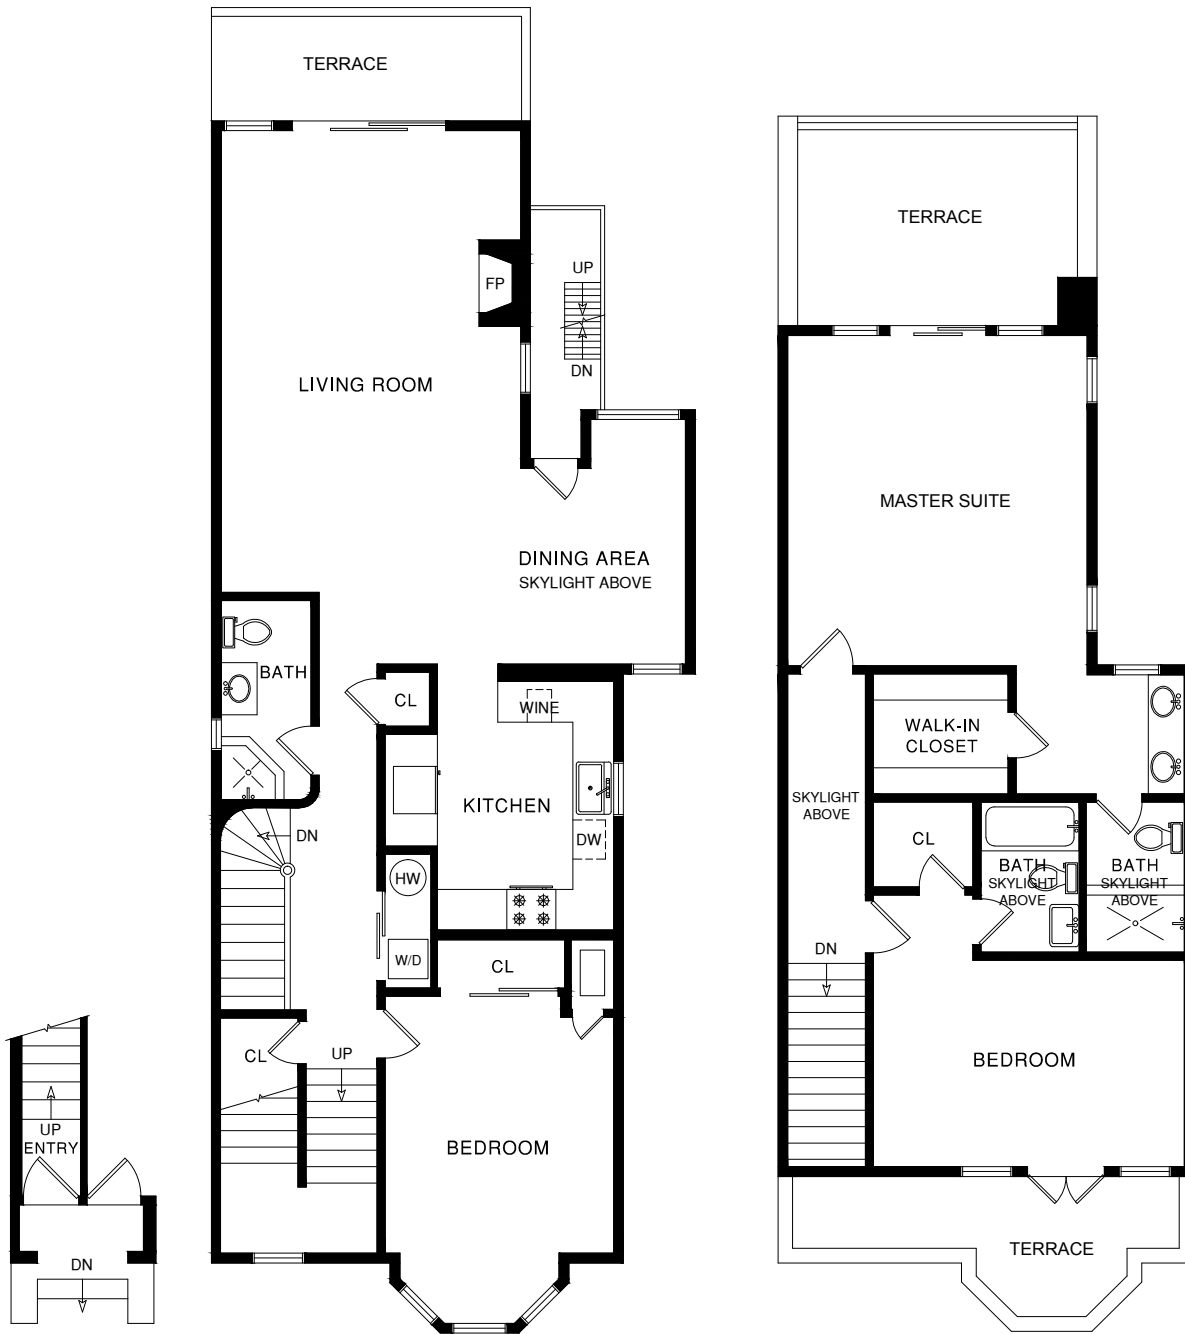 TERRACE
FP
UP
DN
LIVING ROOM
DINING AREA
SKYLIGHT ABOVE
BATH
CL
WINE
KITCHEN
DW
DN
HW
W/D
CL
CL
UP
BEDROOM
UP
ENTRY
DN
TERRACE
MASTER SUITE
WALK-IN
CLOSET
SKYLIGHT
ABOVE
CL
BATH
SKYLIGHT
ABOVE
BATH
SKYLIGHT
ABOVE
DN
BEDROOM
TERRACE